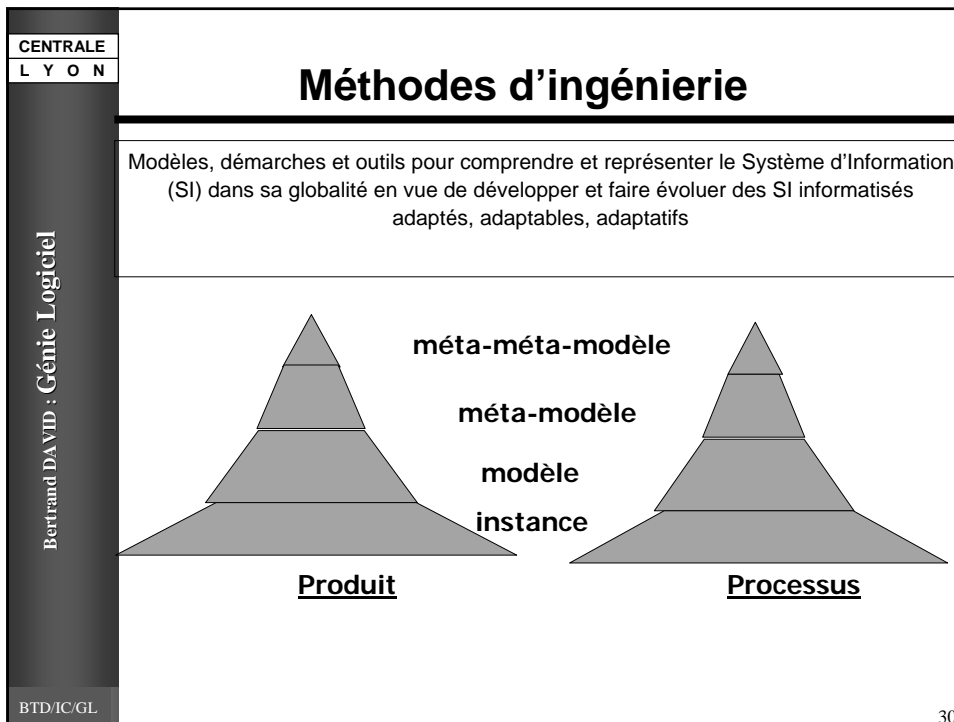 CENTRALE
L Y O N
Méthodes d'ingénierie
Modèles, démarches et outils pour comprendre et représenter le Système d'Information
(SI) dans sa globalité en vue de développer et faire évoluer des SI informatisés
adaptés, adaptables, adaptatifs
Bertrand DAVID : Génie Logiciel
méta-méta-modèle
méta-modèle
modèle
instance
Produit
Processus
BTD/IC/GL
30